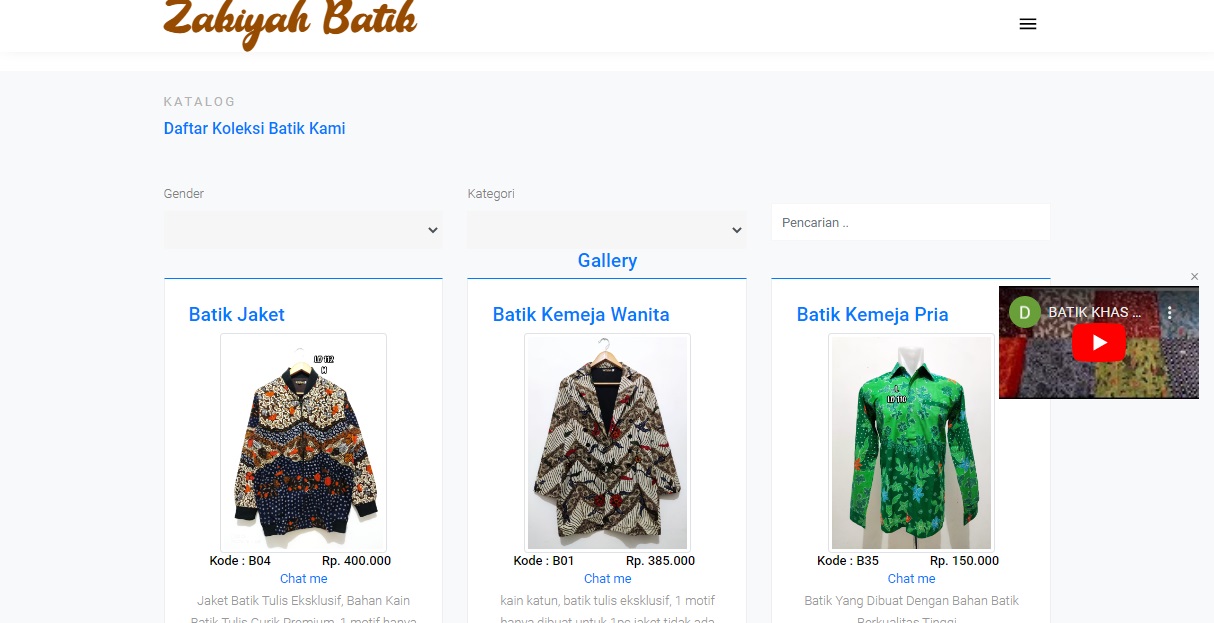 Zakiyah Batik
KATALOG
Daftar Koleksi Batik Kami
Gender
Kategori
Pencarian ..
Gallery
Batik Jaket
LD 112
Kode : B04 Rp. 400.000
Chat me
Jaket Batik Tulis Eksklusif, Bahan Kain
Batik Tulis Gurik Premium, 1 motif hanya
Batik Kemeja Wanita
Kode : B01 Rp. 385.000
Chat me
kain katun, batik tulis eksklusif, 1 motif
hanya dibuat untuk 1pc jaket tidak ada
Batik Kemeja Pria
LD 110
Kode : B35 Rp. 150.000
Chat me
Batik Yang Dibuat Dengan Bahan Batik
Berkualitas Tinggi
×
D BATIK KHAS ...